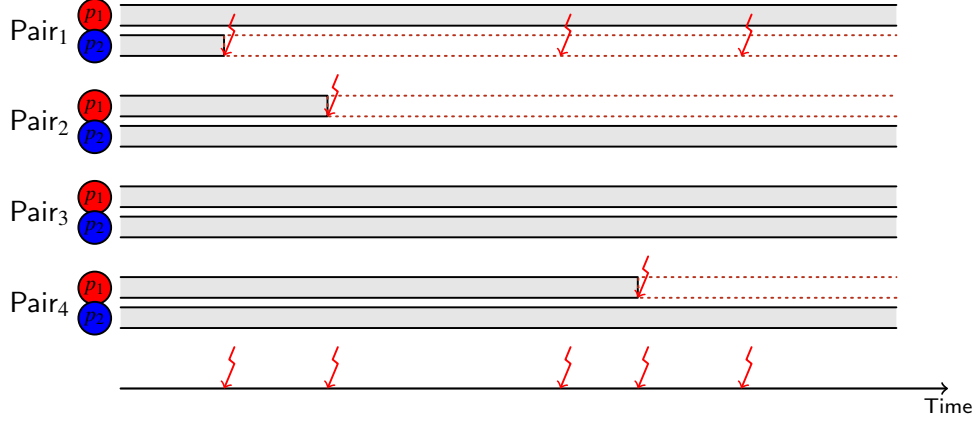 Pair₁ p₁
p₂
Pair₂ p₁
p₂
Pair₃ p₁
p₂
Pair₄ p₁
p₂
Time